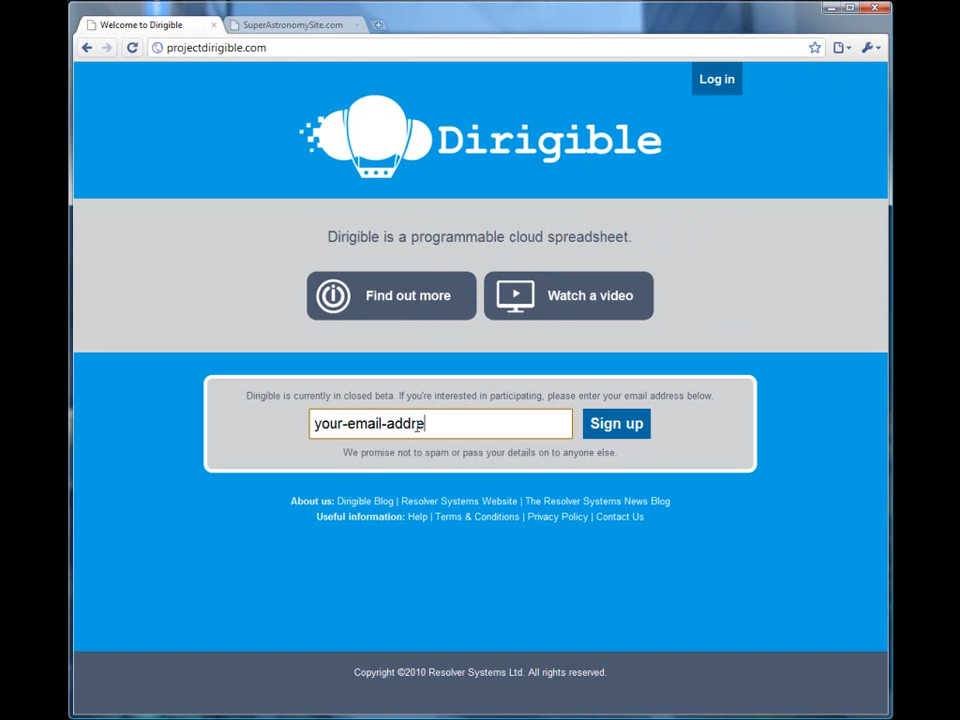 Welcome to Dirigible
SuperAstronomySite.com
projectdirigible.com
Log in
Dirigible
Dirigible is a programmable cloud spreadsheet.
Find out more
Watch a video
Dirigible is currently in closed beta. If you're interested in participating, please enter your email address below.
your-email-addre
Sign up
We promise not to spam or pass your details on to anyone else.
About us: Dirigible Blog | Resolver Systems Website | The Resolver Systems News Blog
Useful information: Help | Terms & Conditions | Privacy Policy | Contact Us
Copyright ©2010 Resolver Systems Ltd. All rights reserved.